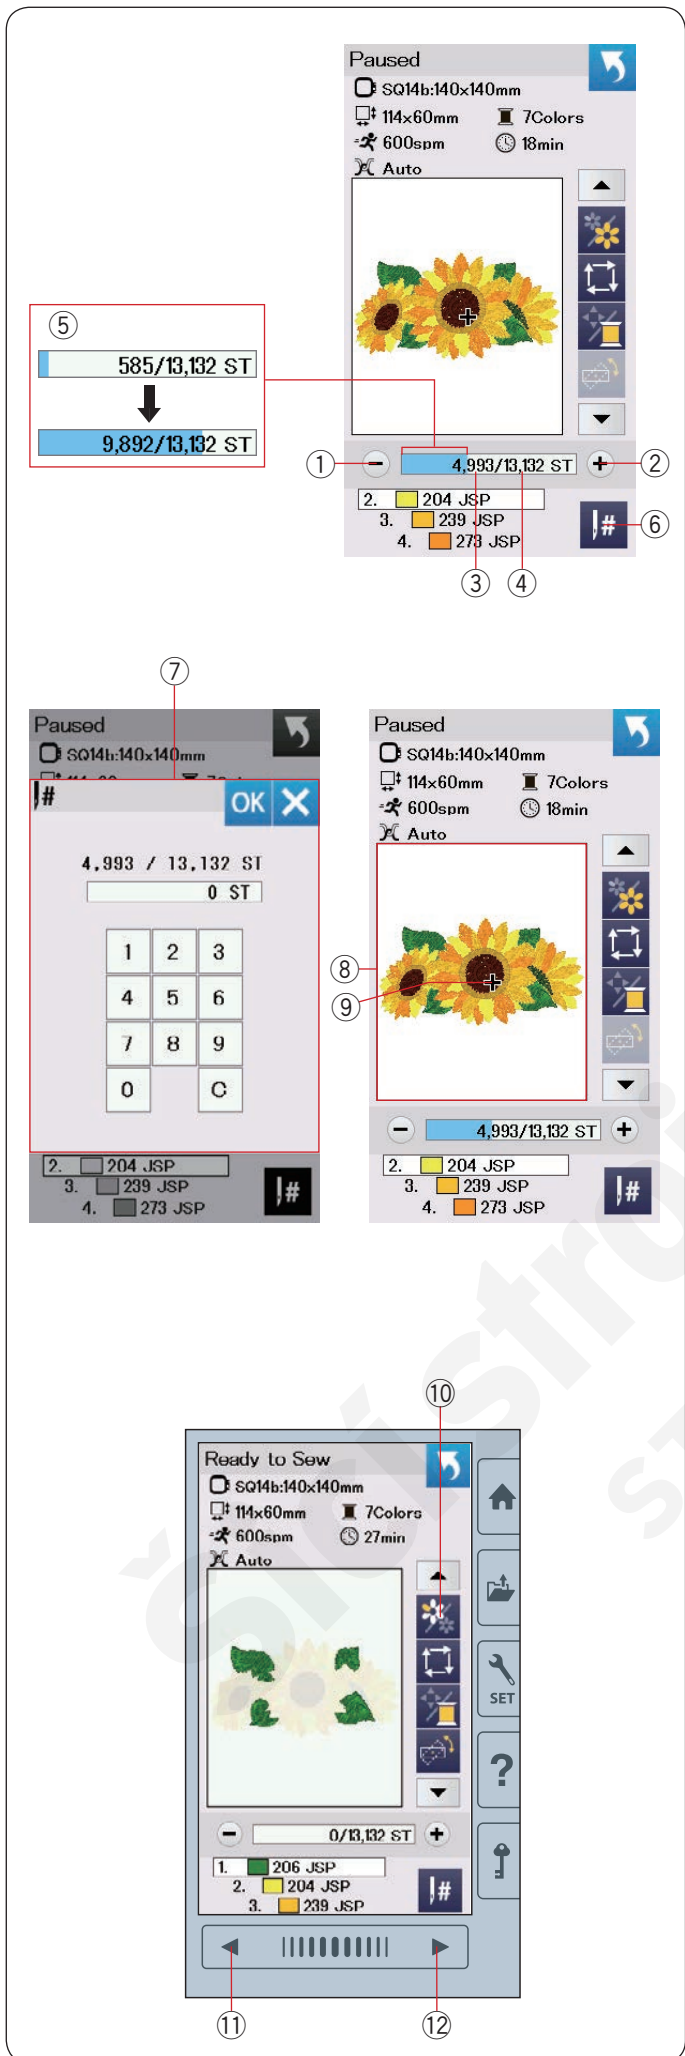 Paused
SQ14b:140x140mm
114x60mm 7Colors
600spm 18min
Auto
⑤
585/13,132 ST
9,892/13,132 ST
① − 4,993/13,132 ST + ②
2. 204 JSP
3. 239 JSP
4. 273 JSP
# ⑥
③ ④
⑦
Paused
SQ14b:140x140mm
#
OK
4,993 / 13,132 ST
0 ST
1 2 3
4 5 6
7 8 9
0 C
2. 204 JSP
3. 239 JSP
4. 273 JSP
#
Paused
SQ14b:140x140mm
114x60mm 7Colors
600spm 18min
Auto
⑧
⑨
− 4,993/13,132 ST +
2. 204 JSP
3. 239 JSP
4. 273 JSP
#
⑩
Ready to Sew
SQ14b:140x140mm
114x60mm 7Colors
600spm 27min
Auto
SET
?
− 0/13,132 ST +
1. 206 JSP
2. 204 JSP
3. 239 JSP
#
⑪ ⑫